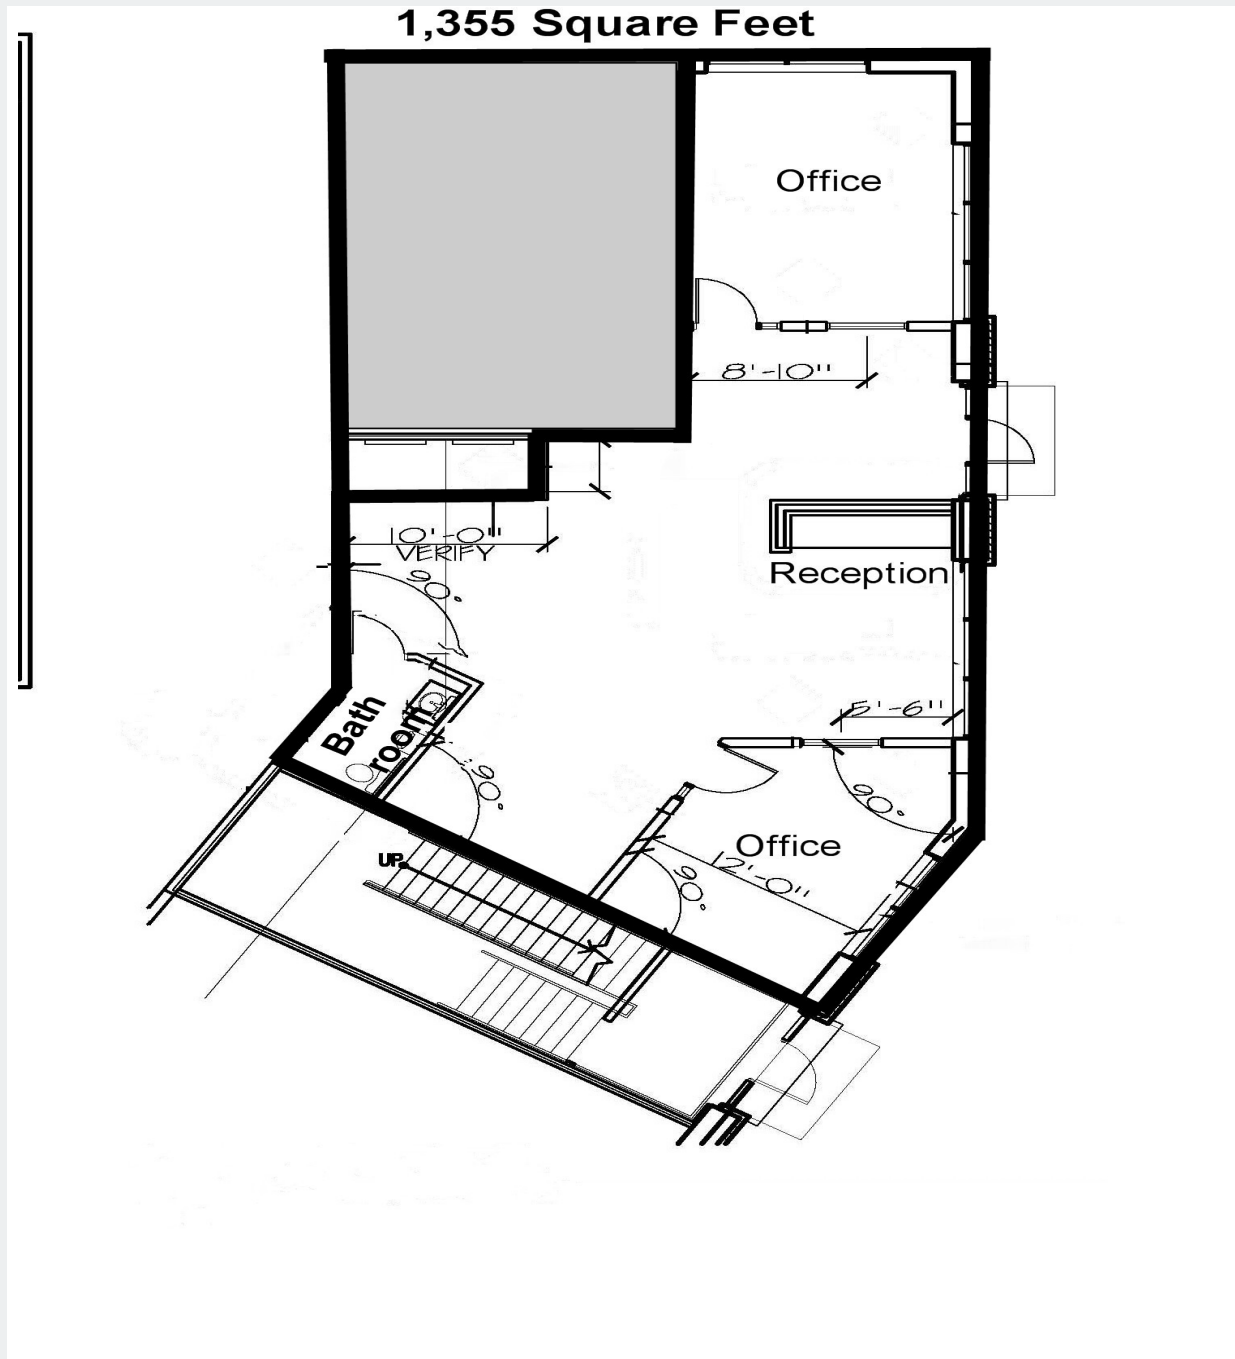 1,355 Square Feet
Office
8'-10"
10'-0"
VERIFY
90°
Reception
5'-6"
Bath
room
90°
90°
Office
12'-0"
90°
UP